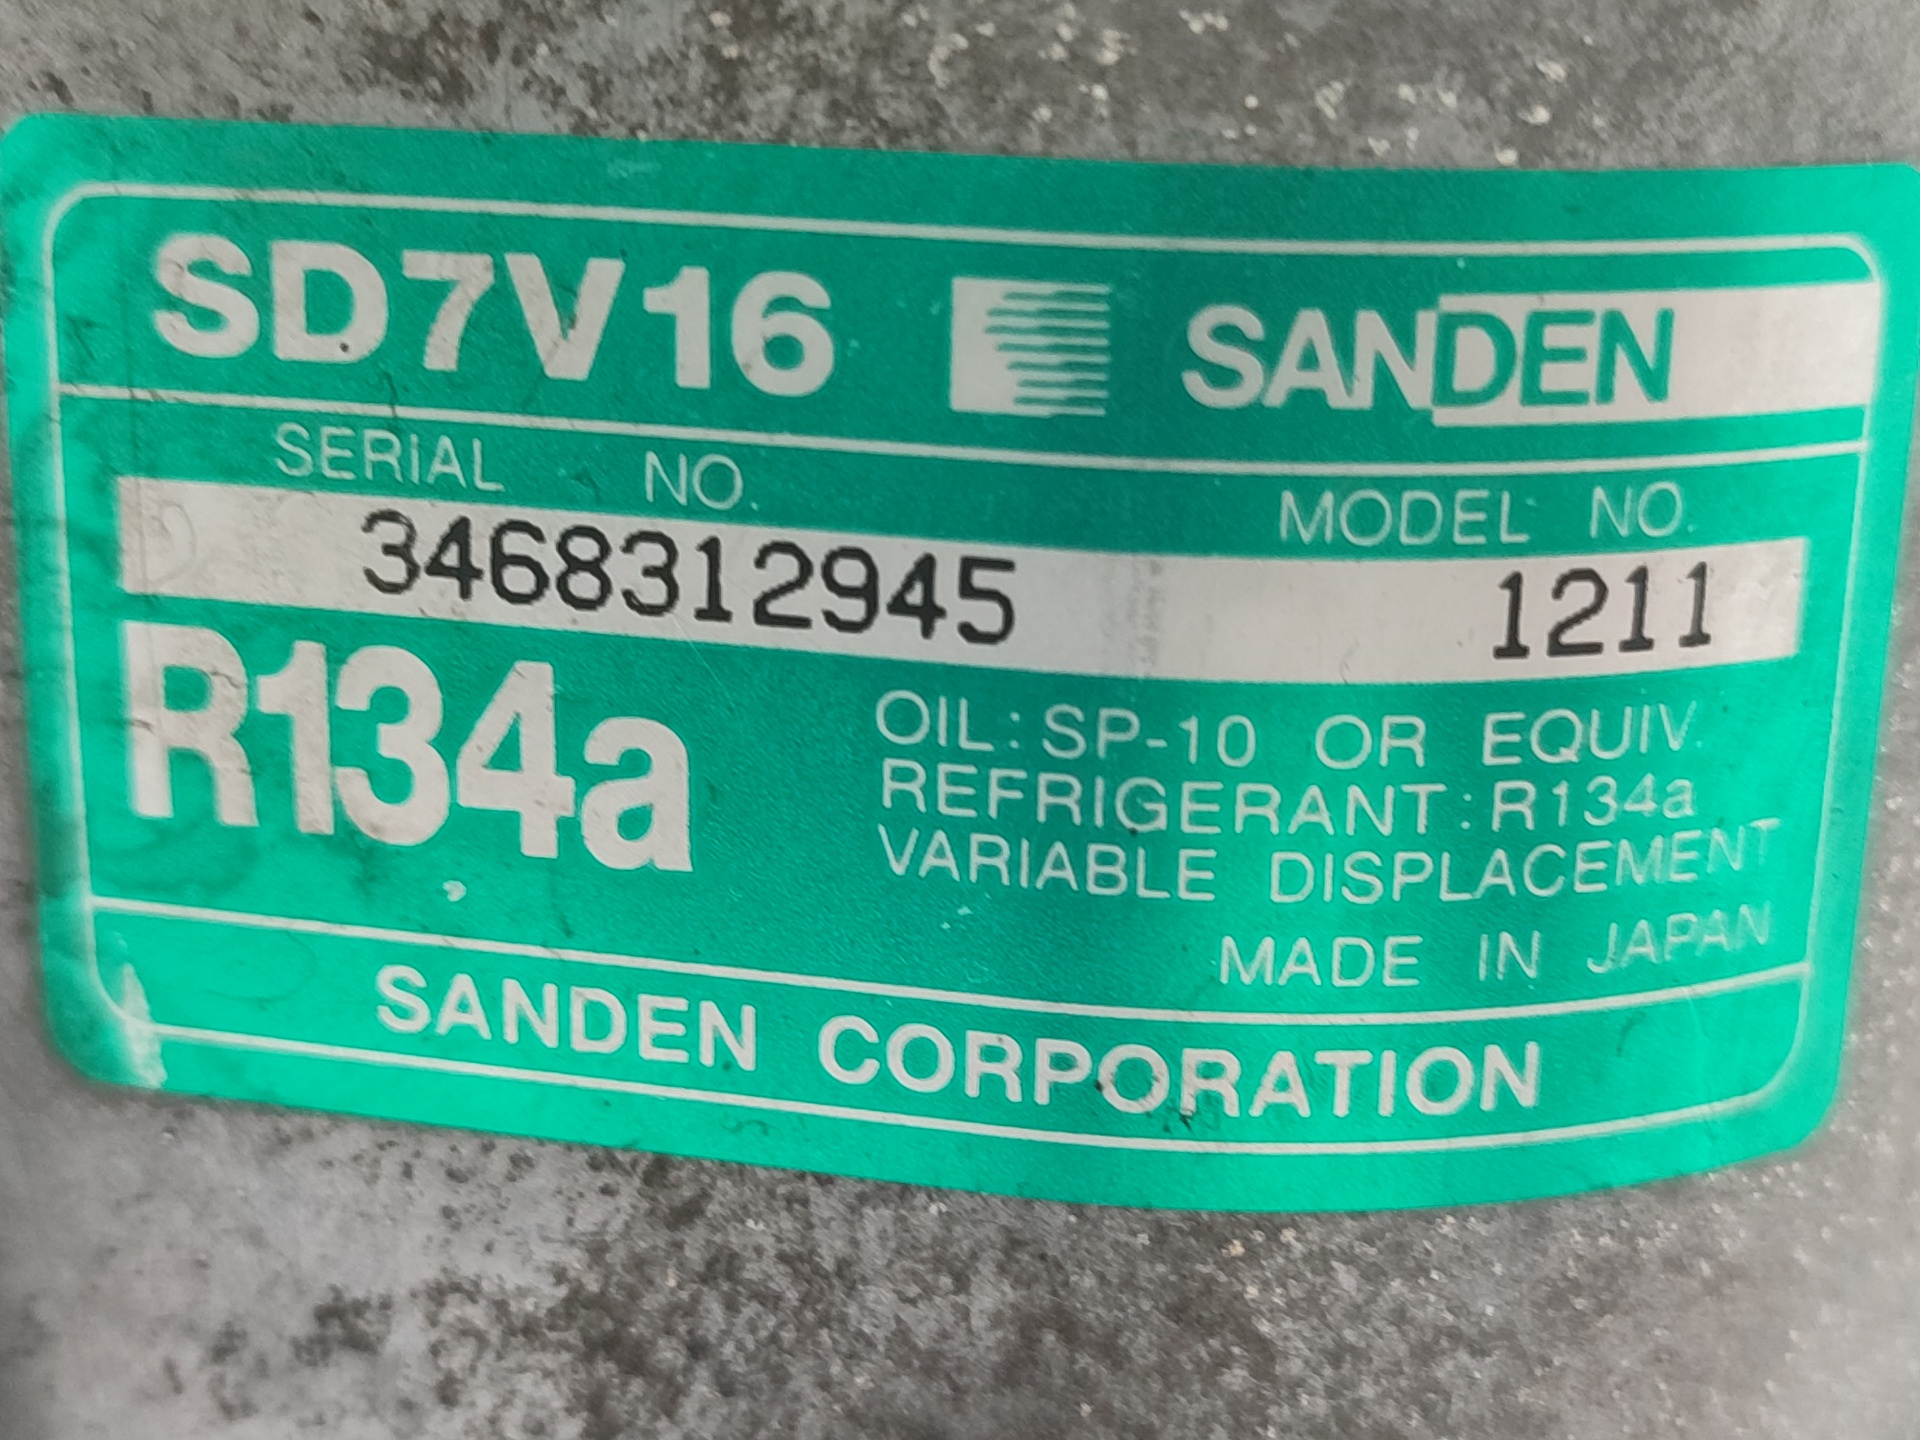 SD7V16 SANDEN
SERIAL NO. MODEL NO.
3468312945 1211
R134a
OIL: SP-10 OR EQUIV.
REFRIGERANT: R134a
VARIABLE DISPLACEMENT
MADE IN JAPAN
SANDEN CORPORATION